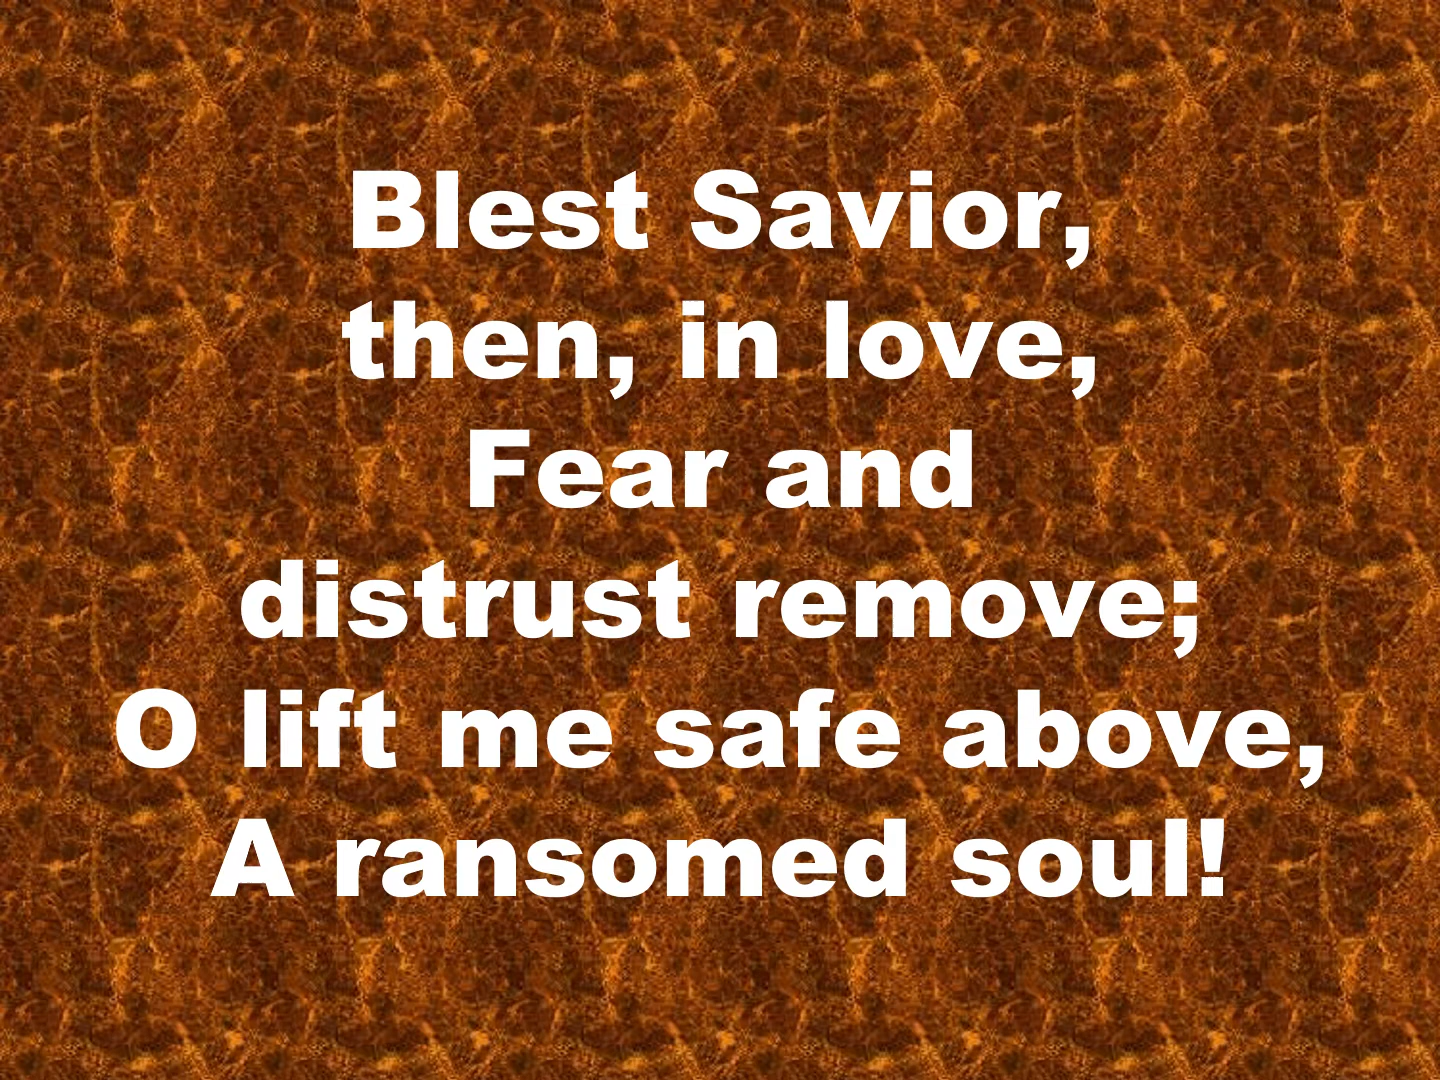 Blest Savior,
then, in love,
Fear and
distrust remove;
O lift me safe above,
A ransomed soul!